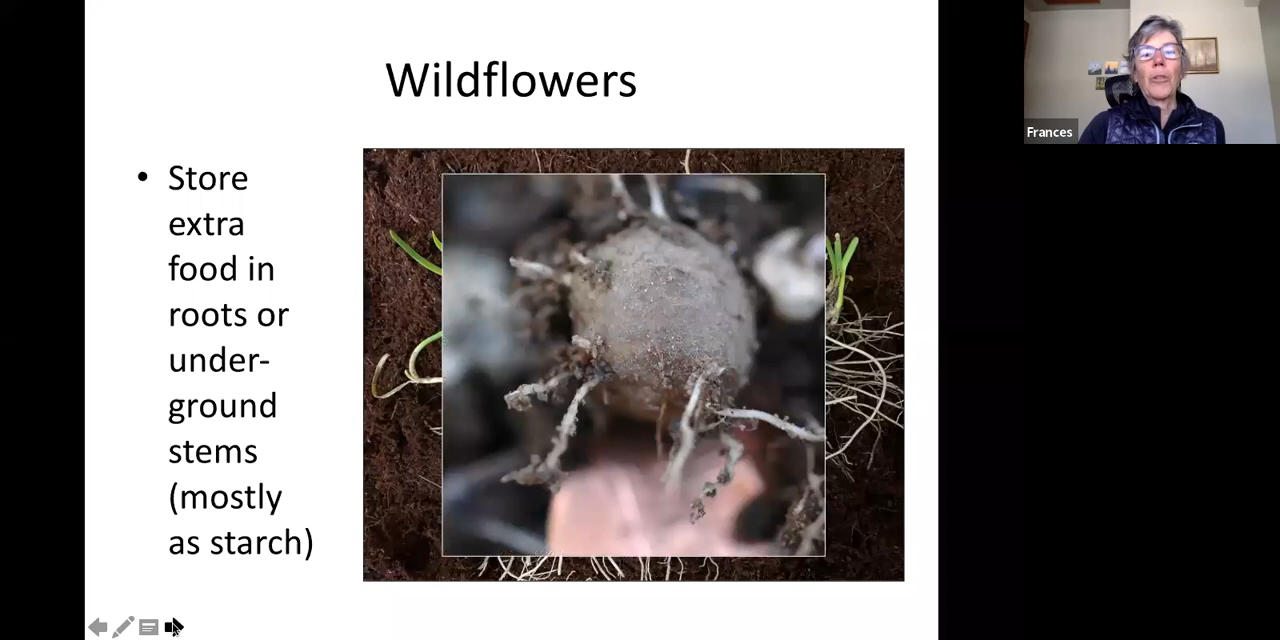 Wildflowers
• Store
extra
food in
roots or
under-
ground
stems
(mostly
as starch)
Frances